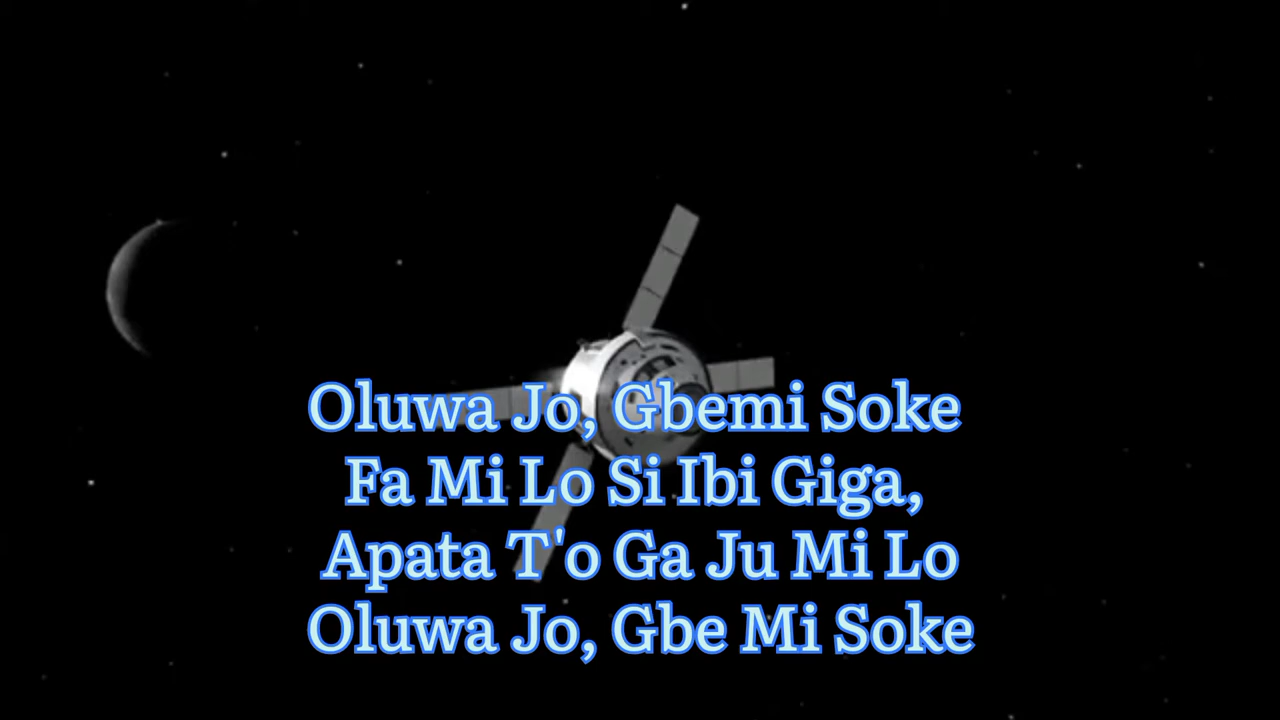 Oluwa Jo, Gbemi Soke
Fa Mi Lo Si Ibi Giga,
Apata T'o Ga Ju Mi Lo
Oluwa Jo, Gbe Mi Soke